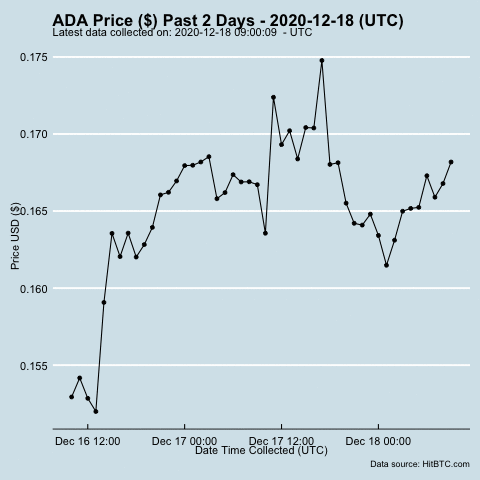 ADA Price ($) Past 2 Days - 2020-12-18 (UTC)
Latest data collected on: 2020-12-18 09:00:09  - UTC
0.175
0.170
0.165
0.160
0.155
Price USD ($)
Dec 16 12:00
Dec 17 00:00
Dec 17 12:00
Dec 18 00:00
Date Time Collected (UTC)
Data source: HitBTC.com